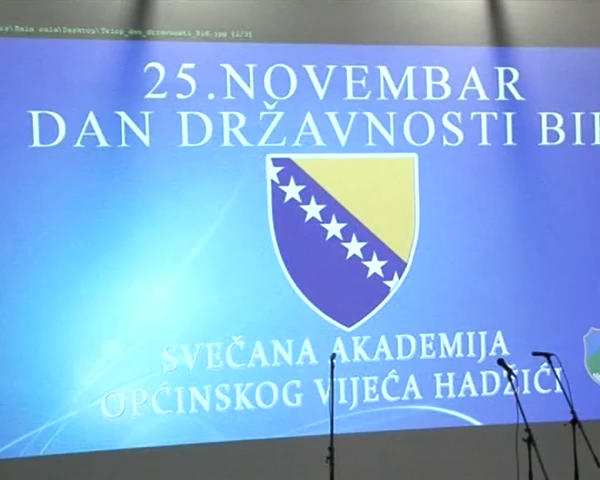 25.NOVEMBAR
DAN DRŽAVNOSTI BI
SVEČANA AKADEMIJA
OPĆINSKOG VIJEĆA HADŽIĆI